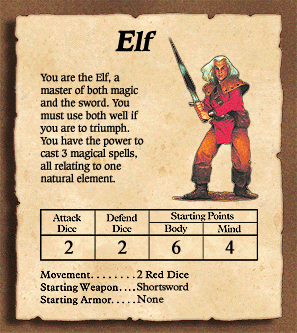 Elf
You are the Elf, a
master of both magic
and the sword. You
must use both well if
you are to triumph.
You have the power to
cast 3 magical spells,
all relating to one
natural element.
Attack Dice Defend Dice Starting Points
Body Mind
2 2 6 4
Movement........2 Red Dice
Starting Weapon....Shortsword
Starting Armor.....None